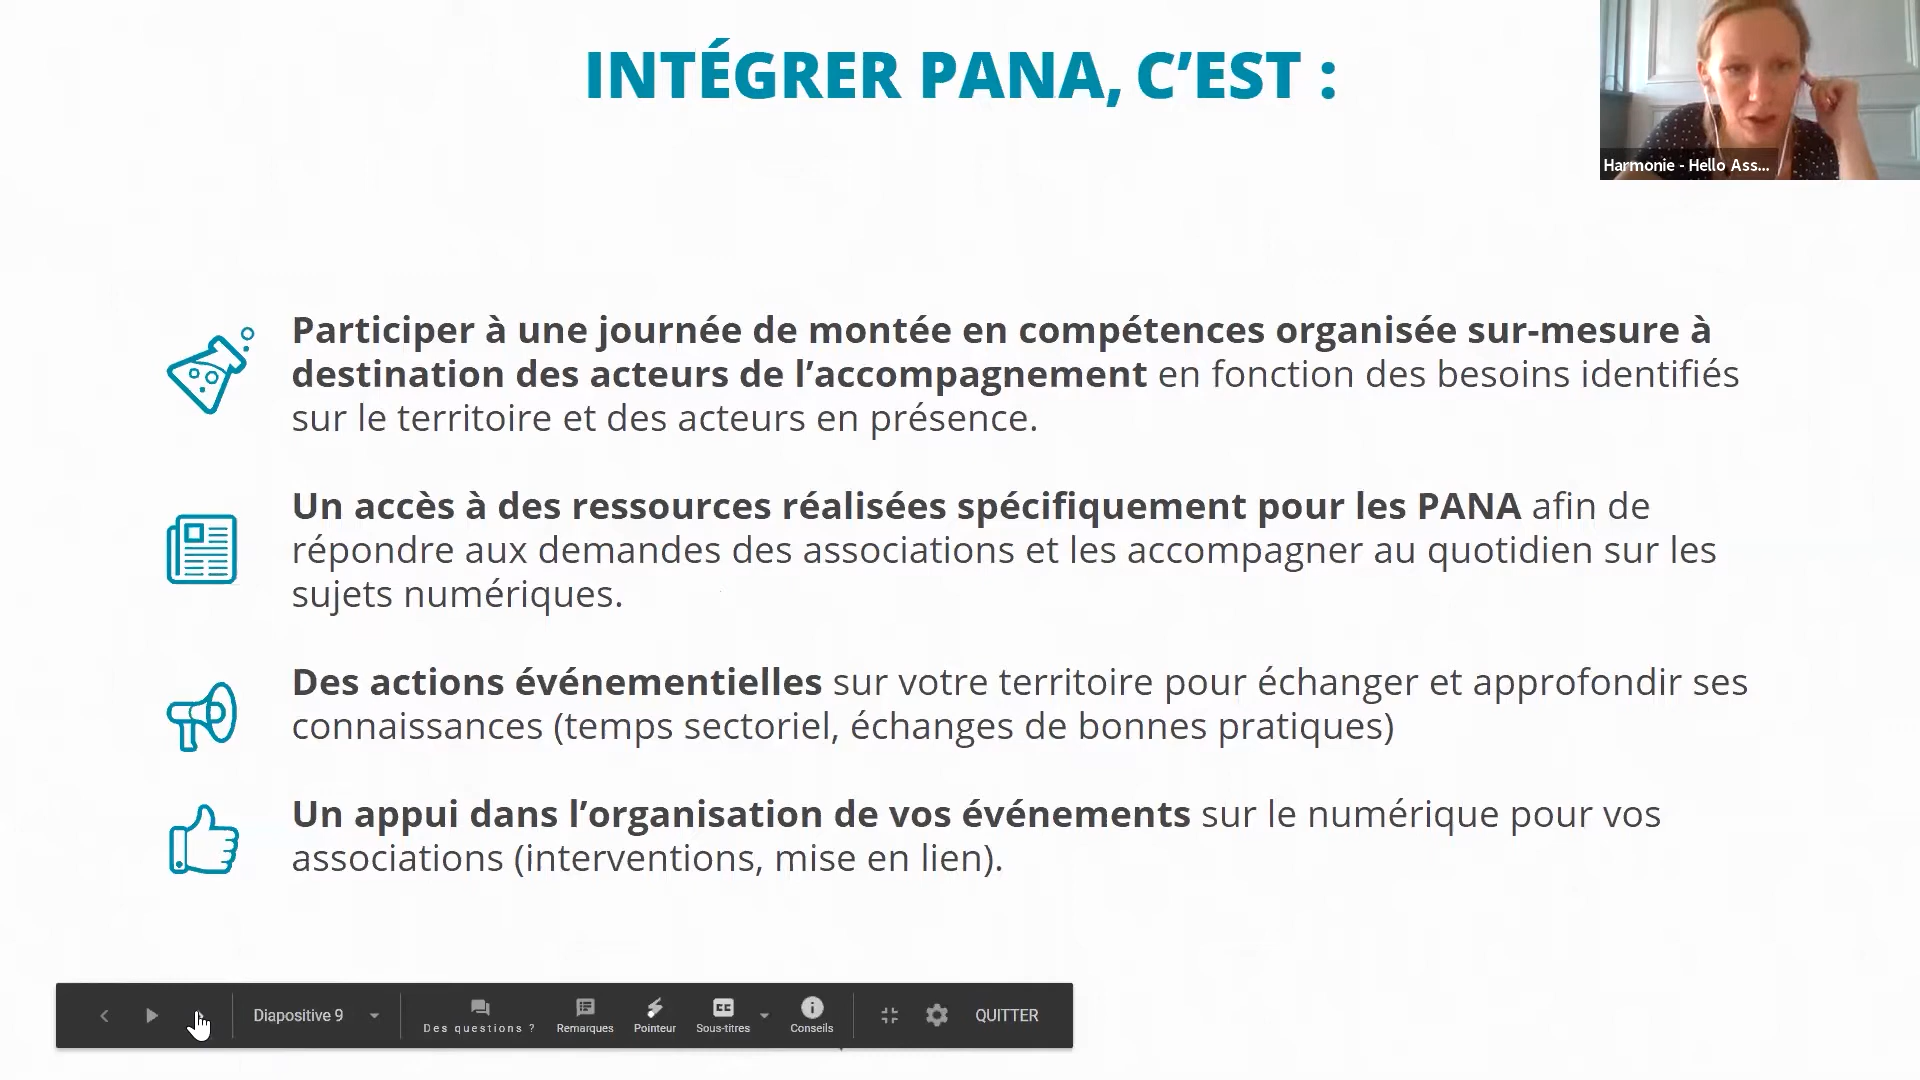 INTÉGRER PANA, C’EST :
Harmonie - Hello Ass...
Participer à une journée de montée en compétences organisée sur-mesure à
destination des acteurs de l’accompagnement en fonction des besoins identifiés
sur le territoire et des acteurs en présence.
Un accès à des ressources réalisées spécifiquement pour les PANA afin de
répondre aux demandes des associations et les accompagner au quotidien sur les
sujets numériques.
Des actions événementielles sur votre territoire pour échanger et approfondir ses
connaissances (temps sectoriel, échanges de bonnes pratiques)
Un appui dans l’organisation de vos événements sur le numérique pour vos
associations (interventions, mise en lien).
Diapositive 9
Des questions ?
Remarques
Pointeur
CC
Sous-titres
Conseils
QUITTER